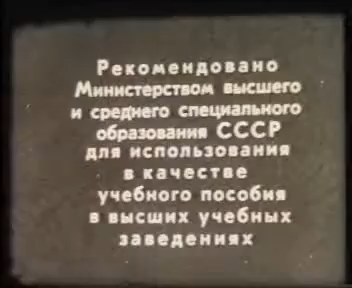 Рекомендовано
Министерством высшего
и среднего специального
образования СССР
для использования
в качестве
учебного пособия
в высших учебных
заведениях